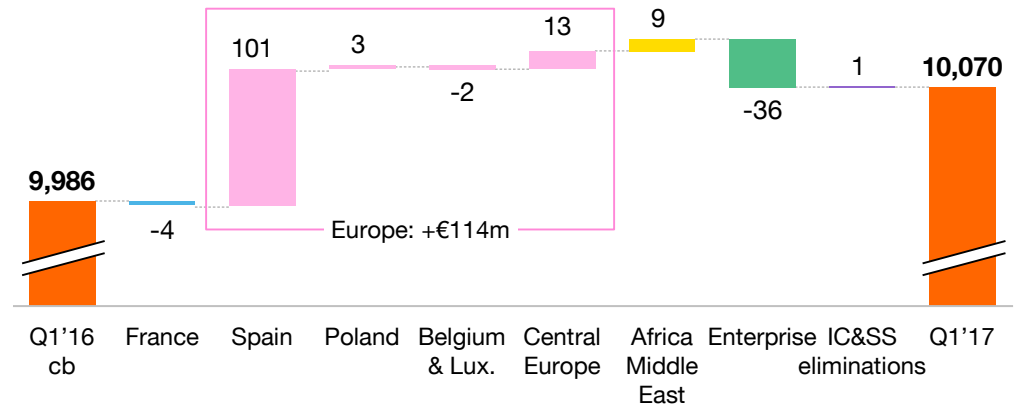 13
9
101
3
1
10,070
-2
-36
9,986
-4
Europe: +€114m
Q1’16
cb
France
Spain
Poland
Belgium
& Lux.
Central
Europe
Africa
Middle
East
Enterprise
IC&SS
eliminations
Q1’17